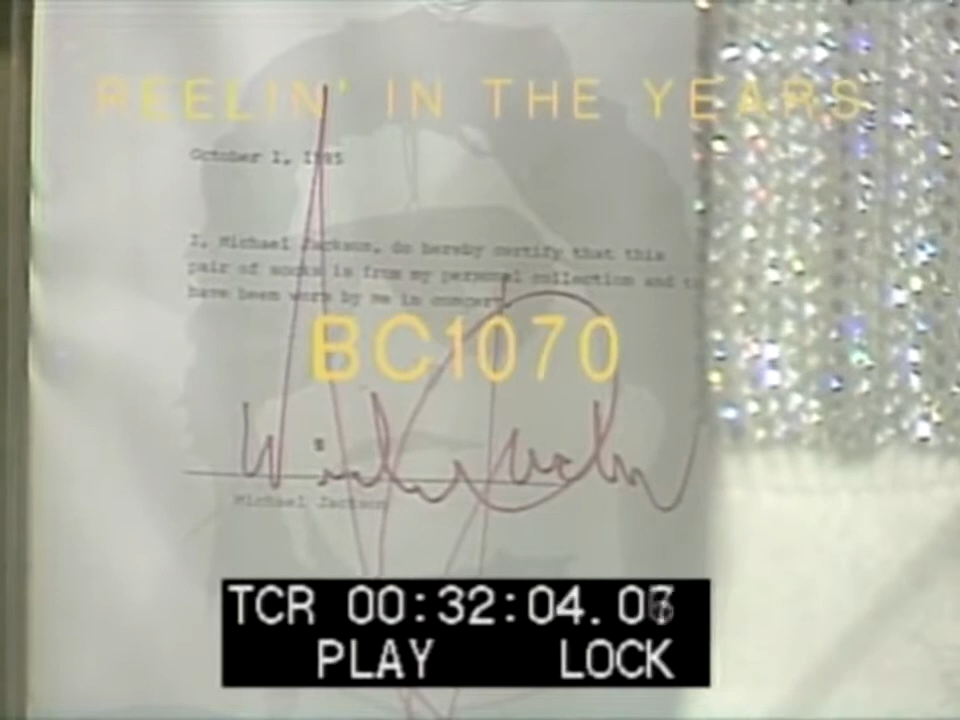 REELIN' IN THE YEARS
October 1, 1985
I, Michael Jackson, do hereby certify that this
pair of socks is from my personal collection and
have been worn by me in concert.
BC1070
Michael Jackson
TCR 00:32:04.07
PLAY LOCK